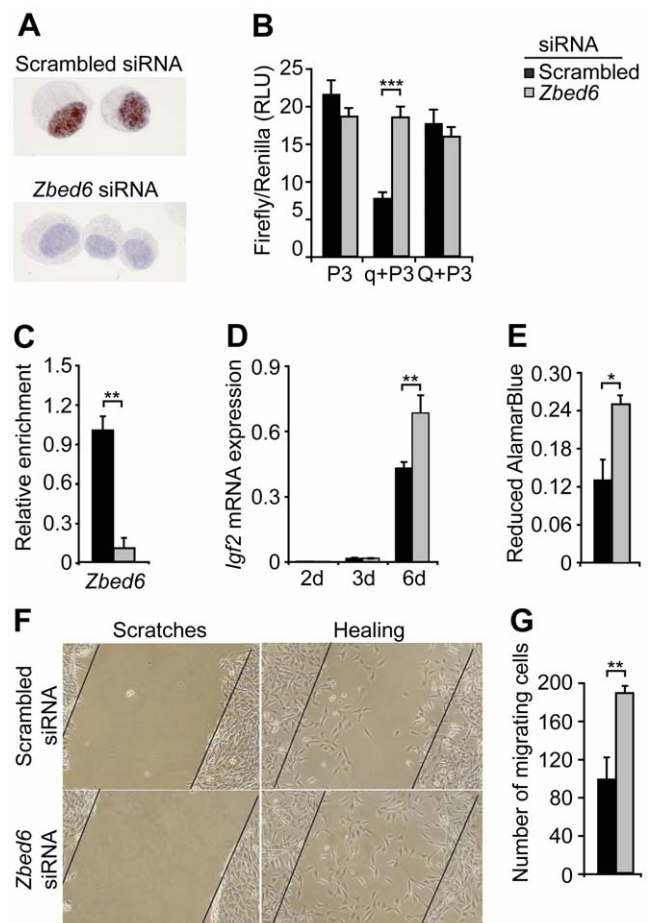 A
Scrambled siRNA
Zbed6 siRNA
B
Firefly/Renilla (RLU)
25
20
15
10
5
0
***
P3 q+P3 Q+P3
siRNA
Scrambled
Zbed6
C
Relative enrichment
1.5
1.2
0.9
0.6
0.3
0
**
Zbed6
D
Igf2 mRNA expression
0.9
0.6
0.3
0
**
2d 3d 6d
E
Reduced AlamarBlue
0.30
0.24
0.18
0.12
0.06
0
*
F
Scratches Healing
Scrambled
siRNA
Zbed6
siRNA
G
Number of migrating cells
200
160
120
80
40
0
**